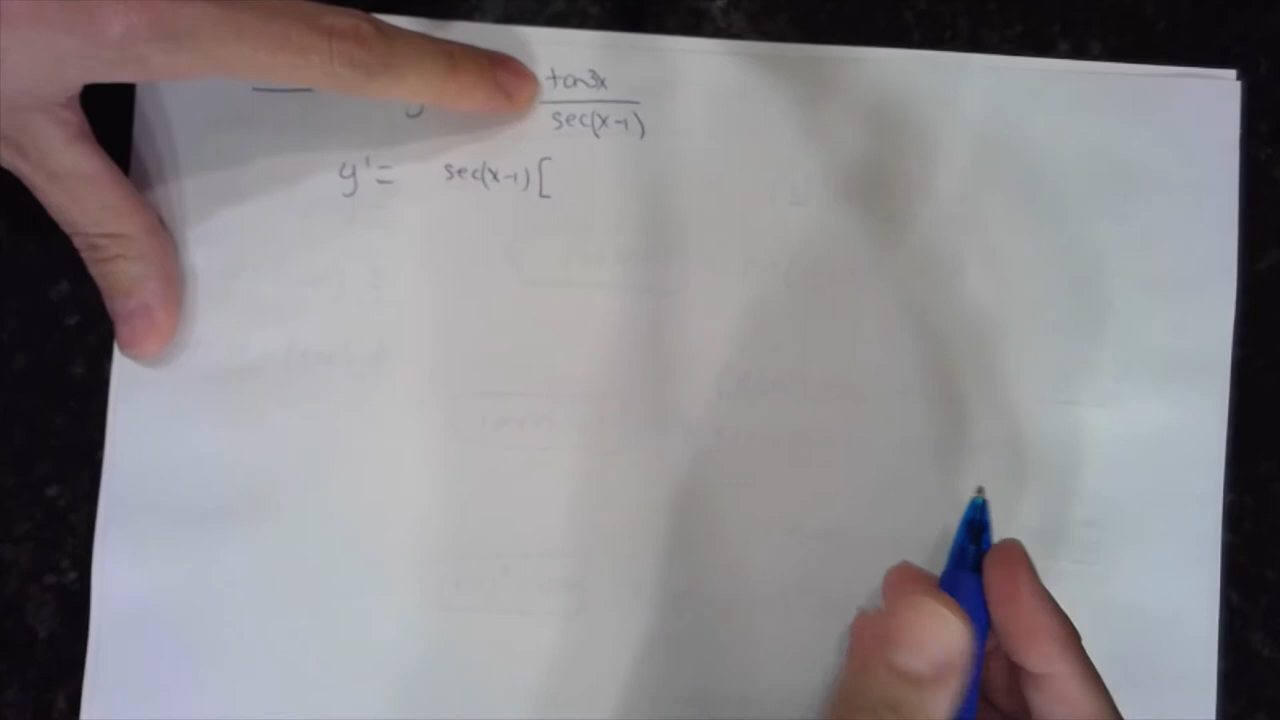 y tan3x
sec(x-1)
y' = sec(x-1) [